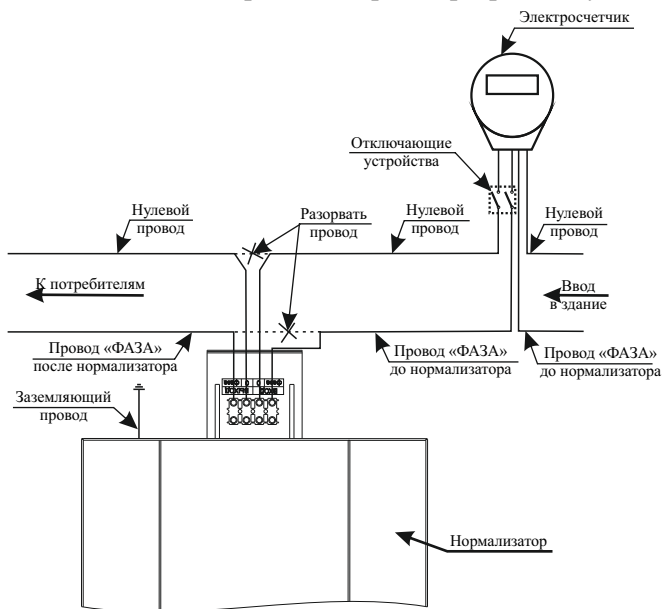 Электросчетчик
Отключающие
устройства
Нулевой
провод
Разорвать
провод
Нулевой
провод
Нулевой
провод
К потребителям
Ввод
в здание
Провод «ФАЗА»
после нормализатора
Провод «ФАЗА»
до нормализатора
Провод «ФАЗА»
до нормализатора
Заземляющий
провод
Нормализатор